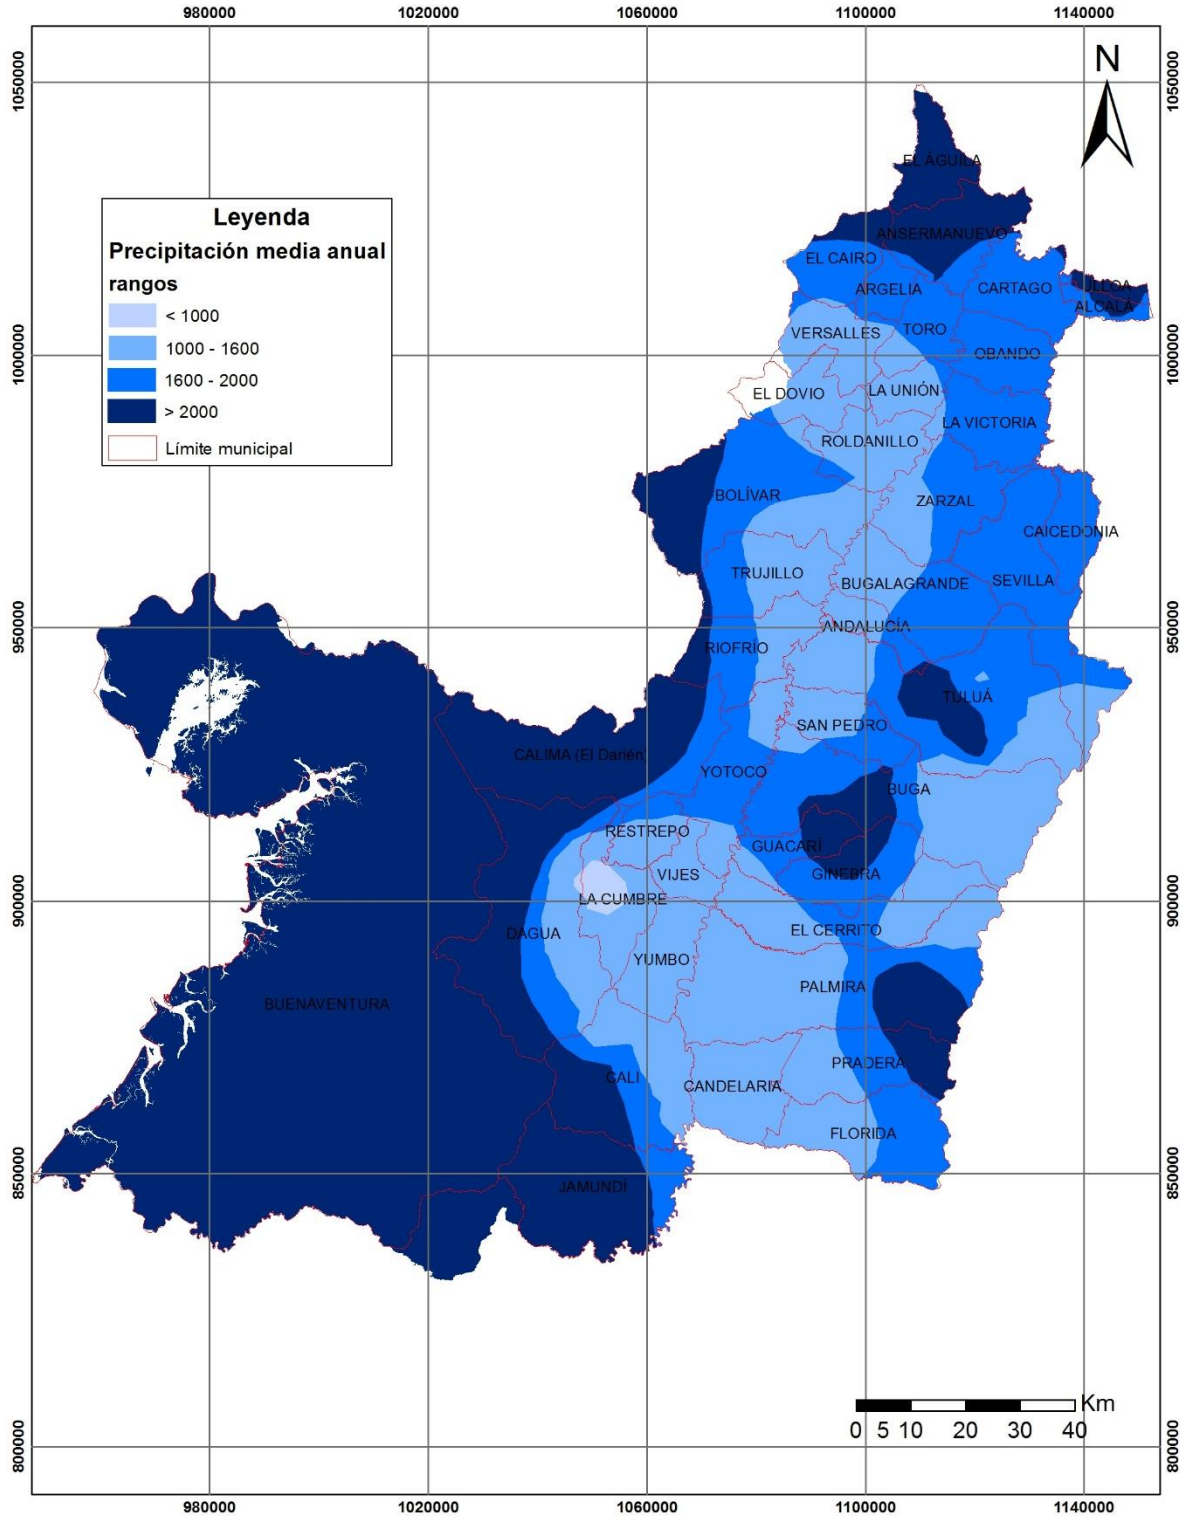 980000 1020000 1060000 1100000 1140000
1050000
1050000
N
EL ÁGUILA
Leyenda
Precipitación media anual
rangos
< 1000
1000 - 1600
1600 - 2000
> 2000
Límite municipal
ANSERMANUEVO
EL CAIRO
ARGELIA
CARTAGO
ULLOA
ALCALÁ
VERSALLES
TORO
OBANDO
1000000
1000000
EL DOVIO
LA UNIÓN
LA VICTORIA
ROLDANILLO
BOLÍVAR
ZARZAL
CAICEDONIA
TRUJILLO
BUGALAGRANDE
SEVILLA
950000
950000
ANDALUCÍA
RIOFRÍO
TULUÁ
SAN PEDRO
CALIMA (El Darién)
YOTOCO
BUGA
RESTREPO
GUACARÍ
VIJES
GINEBRA
900000
900000
LA CUMBRE
DAGUA
EL CERRITO
YUMBO
PALMIRA
BUENAVENTURA
PRADERA
CALI
CANDELARIA
FLORIDA
850000
850000
JAMUNDÍ
Km
0 5 10 20 30 40
800000
800000
980000 1020000 1060000 1100000 1140000